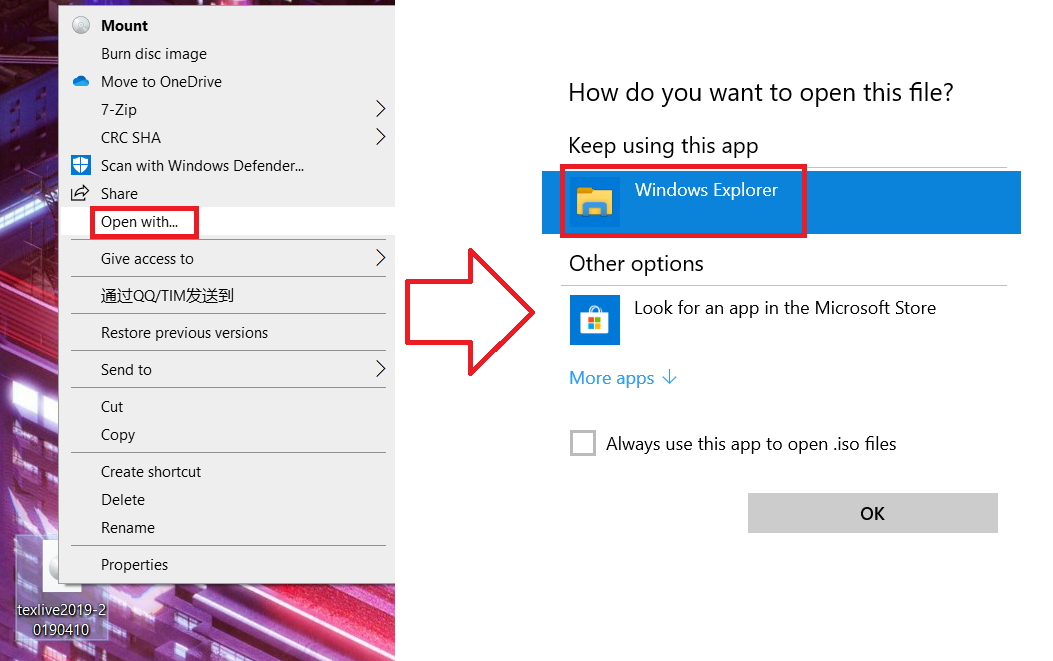 Mount
Burn disc image
Move to OneDrive
7-Zip
CRC SHA
Scan with Windows Defender...
Share
Open with...
Give access to
通过QQ/TIM发送到
Restore previous versions
Send to
Cut
Copy
Create shortcut
Delete
Rename
Properties
texlive2019-2
0190410
How do you want to open this file?
Keep using this app
Windows Explorer
Other options
Look for an app in the Microsoft Store
More apps ↓
Always use this app to open .iso files
OK